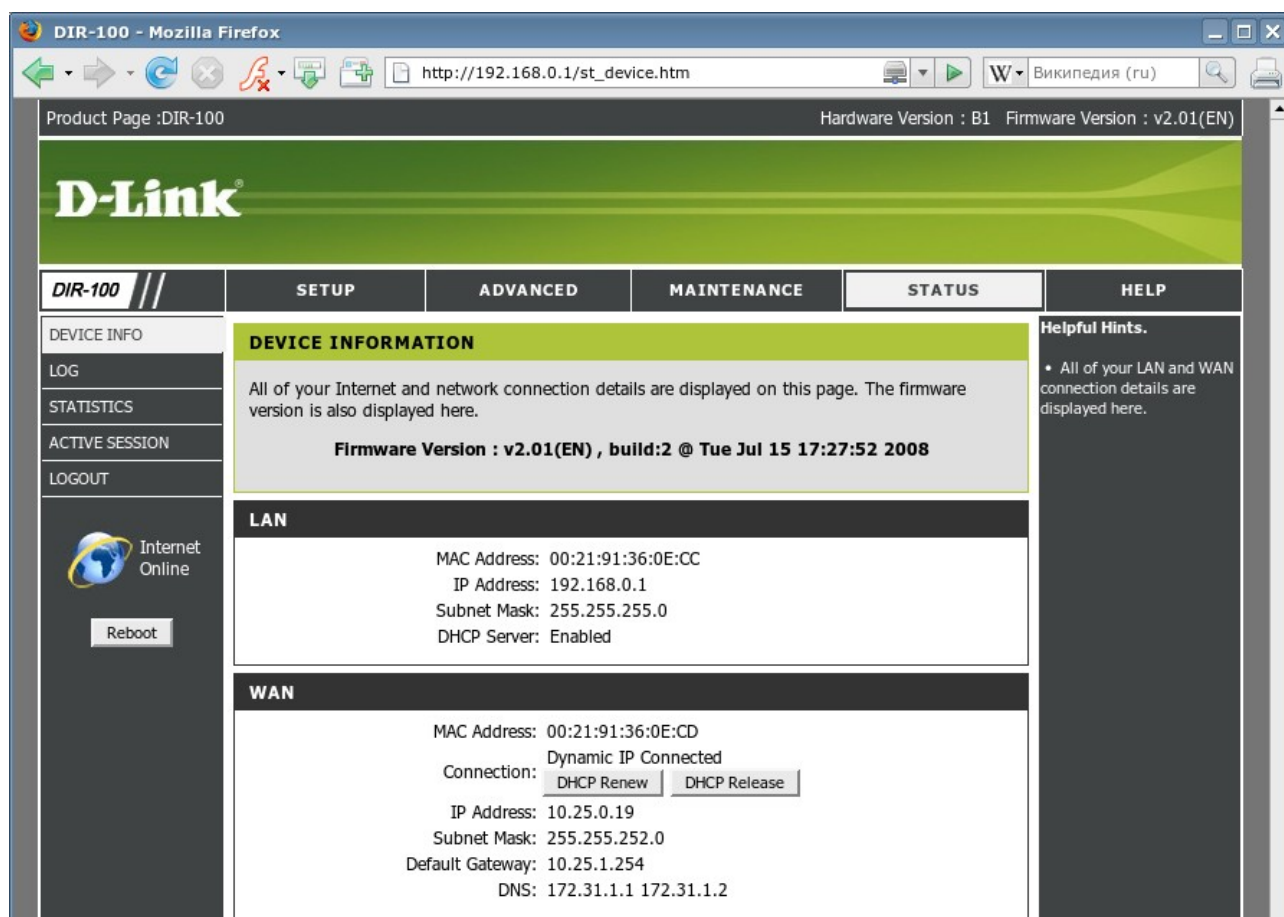 DIR-100 - Mozilla Firefox
http://192.168.0.1/st_device.htm
W
Википедия (ru)
Product Page :DIR-100
Hardware Version : B1 Firmware Version : v2.01(EN)
D-Link®
DIR-100
SETUP
ADVANCED
MAINTENANCE
STATUS
HELP
DEVICE INFO
LOG
STATISTICS
ACTIVE SESSION
LOGOUT
Internet
Online
Reboot
DEVICE INFORMATION
All of your Internet and network connection details are displayed on this page. The firmware
version is also displayed here.
Firmware Version : v2.01(EN) , build:2 @ Tue Jul 15 17:27:52 2008
LAN
MAC Address: 00:21:91:36:0E:CC
IP Address: 192.168.0.1
Subnet Mask: 255.255.255.0
DHCP Server: Enabled
WAN
MAC Address: 00:21:91:36:0E:CD
Connection: Dynamic IP Connected
DHCP Renew DHCP Release
IP Address: 10.25.0.19
Subnet Mask: 255.255.252.0
Default Gateway: 10.25.1.254
DNS: 172.31.1.1 172.31.1.2
Helpful Hints.
• All of your LAN and WAN
connection details are
displayed here.